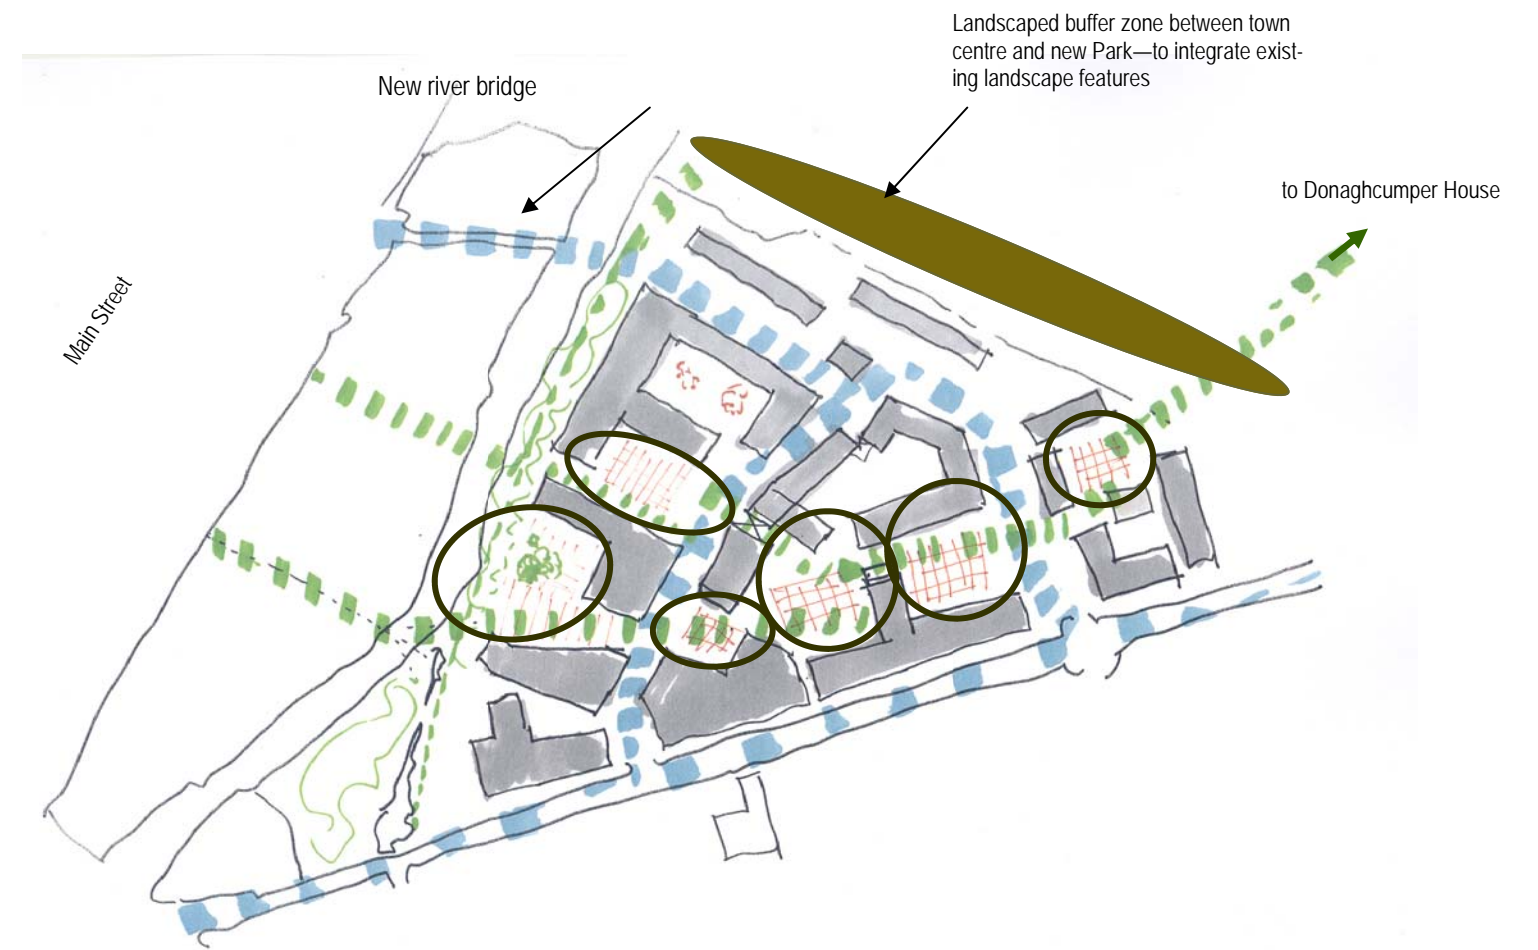 Landscaped buffer zone between town
centre and new Park—to integrate exist-
ing landscape features
New river bridge
to Donaghcumper House
Main Street